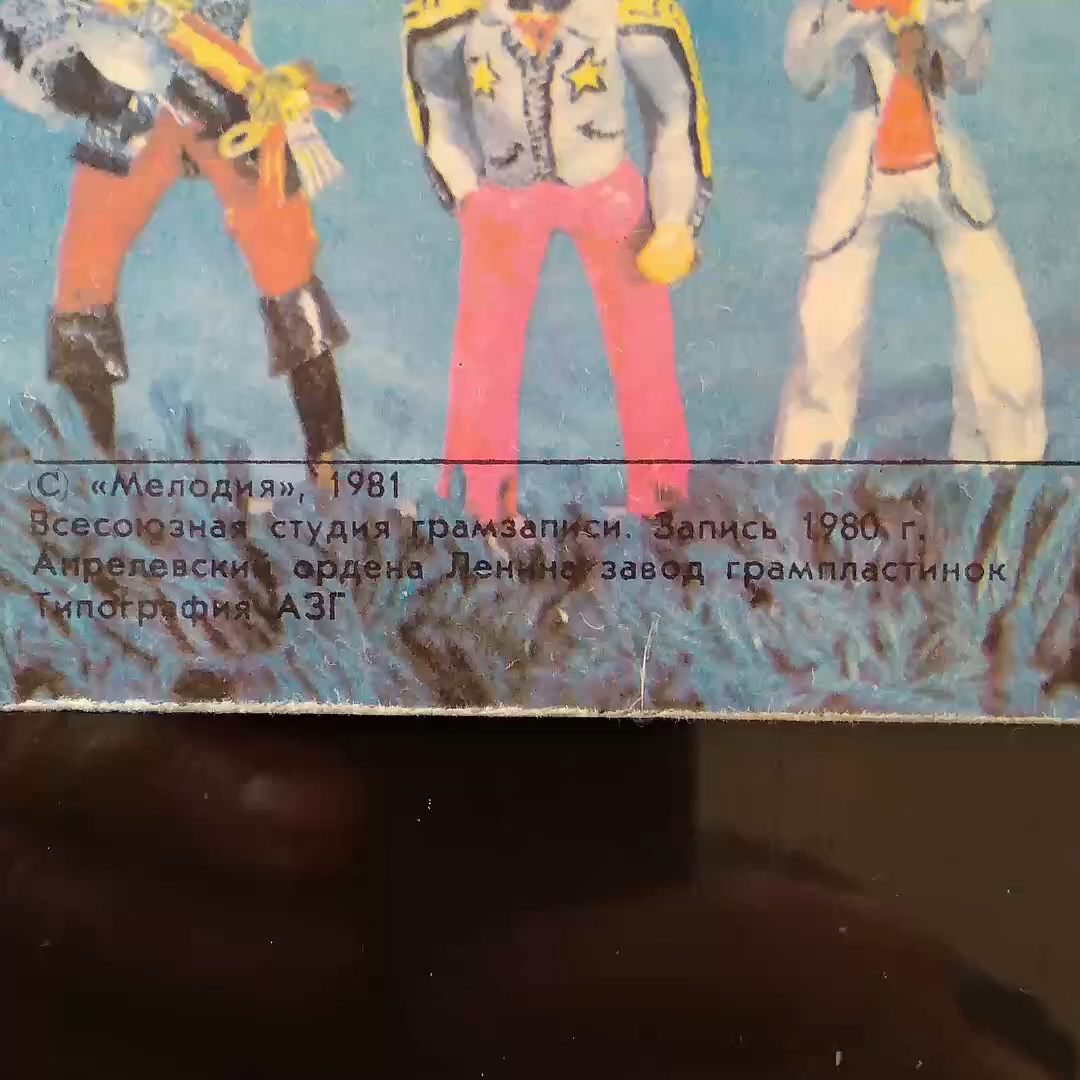 (С) «Мелодия», 1981
Всесоюзная студия грамзаписи. Запись 1980 г.
Апрелевский ордена Ленина завод грампластинок
Типография АЗГ